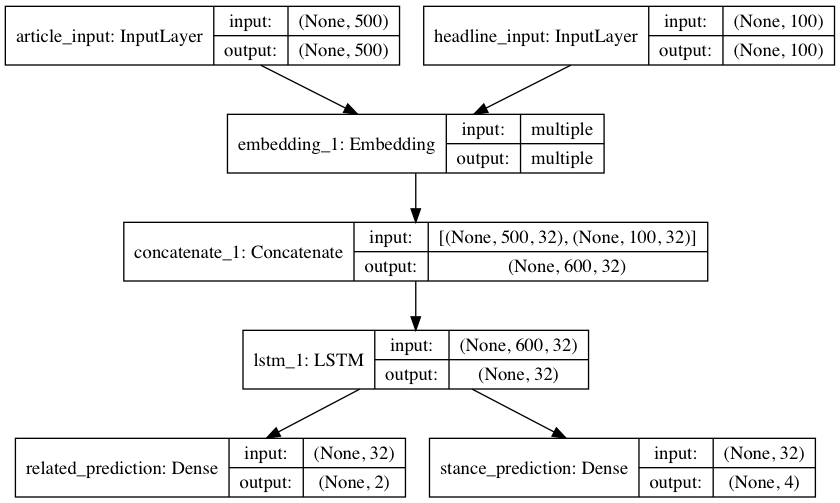 article_input: InputLayer
input: (None, 500)
output: (None, 500)
headline_input: InputLayer
input: (None, 100)
output: (None, 100)
embedding_1: Embedding
input: multiple
output: multiple
concatenate_1: Concatenate
input: [(None, 500, 32), (None, 100, 32)]
output: (None, 600, 32)
lstm_1: LSTM
input: (None, 600, 32)
output: (None, 32)
related_prediction: Dense
input: (None, 32)
output: (None, 2)
stance_prediction: Dense
input: (None, 32)
output: (None, 4)